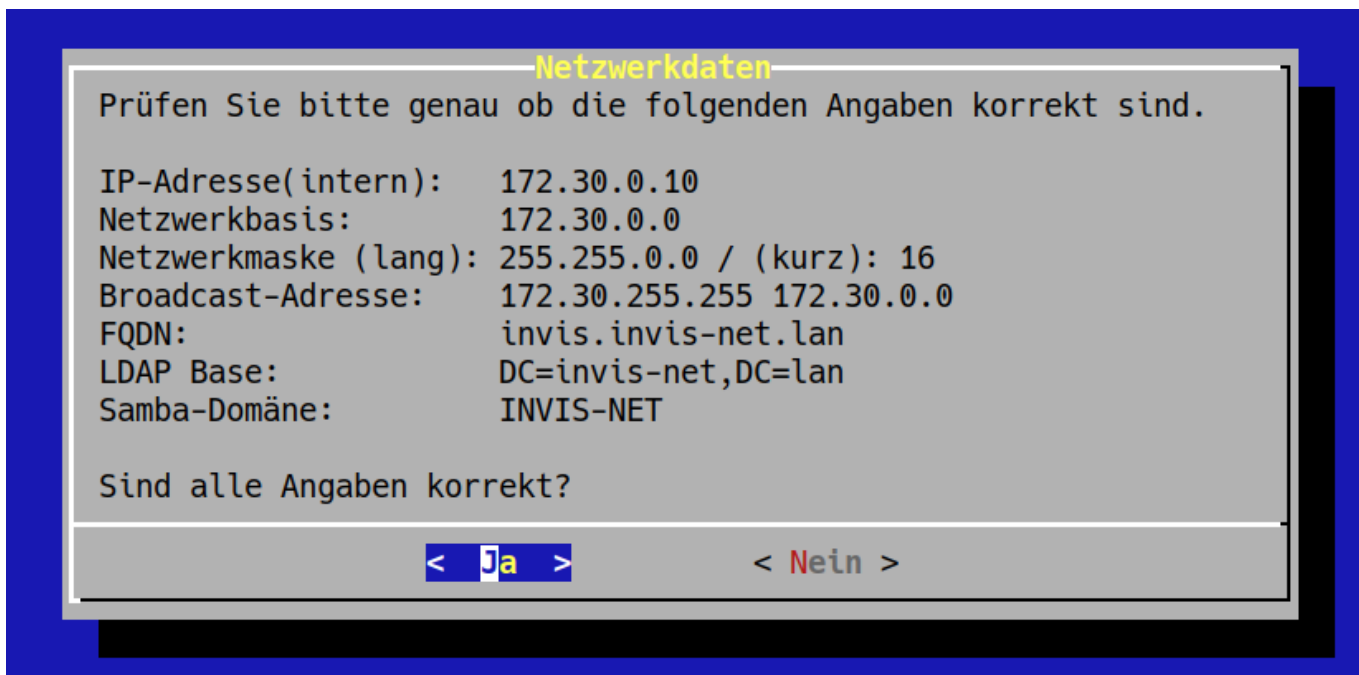 Netzwerkdaten
Prüfen Sie bitte genau ob die folgenden Angaben korrekt sind.
IP-Adresse(intern): 172.30.0.10
Netzwerkbasis: 172.30.0.0
Netzwerkmaske (lang): 255.255.0.0 / (kurz): 16
Broadcast-Adresse: 172.30.255.255 172.30.0.0
FQDN: invis.invis-net.lan
LDAP Base: DC=invis-net,DC=lan
Samba-Domäne: INVIS-NET
Sind alle Angaben korrekt?
< Ja > < Nein >